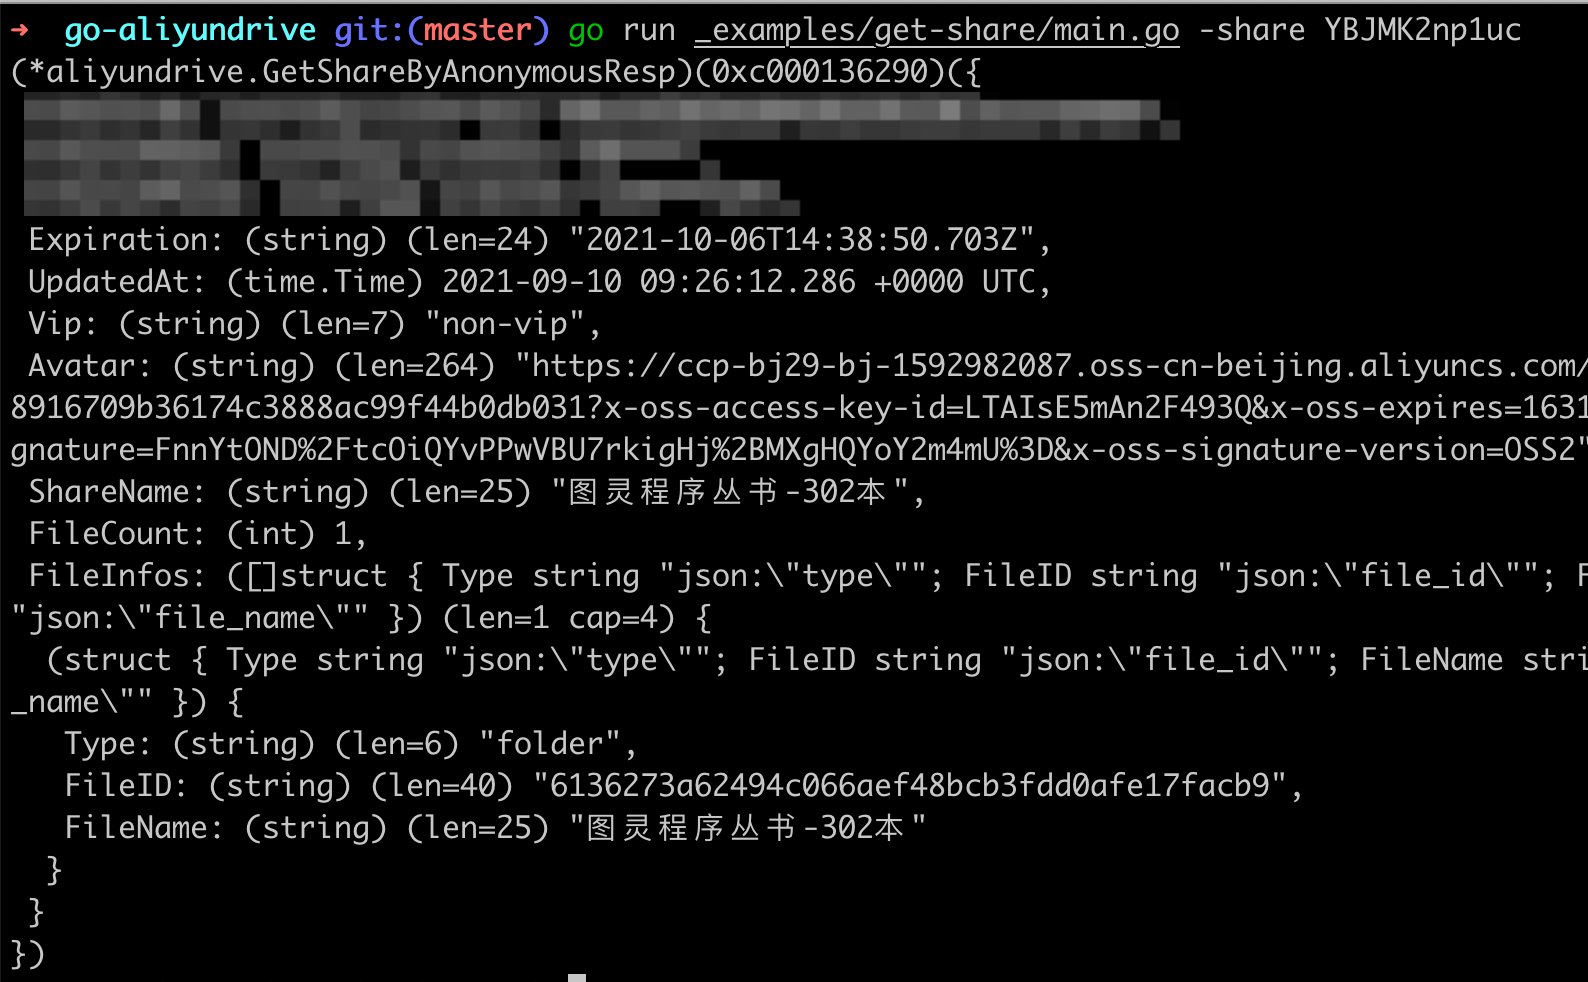 ➜  go-aliyundrive git:(master) go run _examples/get-share/main.go -share YBJMK2np1uc
(*aliyundrive.GetShareByAnonymousResp)(0xc000136290)({
 Expiration: (string) (len=24) "2021-10-06T14:38:50.703Z",
 UpdatedAt: (time.Time) 2021-09-10 09:26:12.286 +0000 UTC,
 Vip: (string) (len=7) "non-vip",
 Avatar: (string) (len=264) "https://ccp-bj29-bj-1592982087.oss-cn-beijing.aliyuncs.com/
8916709b36174c3888ac99f44b0db031?x-oss-access-key-id=LTAIsE5mAn2F493Q&x-oss-expires=1631
gnature=FnnYtOND%2FtcOiQYvPPwVBU7rkigHj%2BMXgHQYoY2m4mU%3D&x-oss-signature-version=OSS2"
 ShareName: (string) (len=25) "图灵程序丛书-302本",
 FileCount: (int) 1,
 FileInfos: ([]struct { Type string "json:\"type\""; FileID string "json:\"file_id\""; F
"json:\"file_name\"" }) (len=1 cap=4) {
  (struct { Type string "json:\"type\""; FileID string "json:\"file_id\""; FileName stri
_name\"" }) {
   Type: (string) (len=6) "folder",
   FileID: (string) (len=40) "6136273a62494c066aef48bcb3fdd0afe17facb9",
   FileName: (string) (len=25) "图灵程序丛书-302本"
  }
 }
})